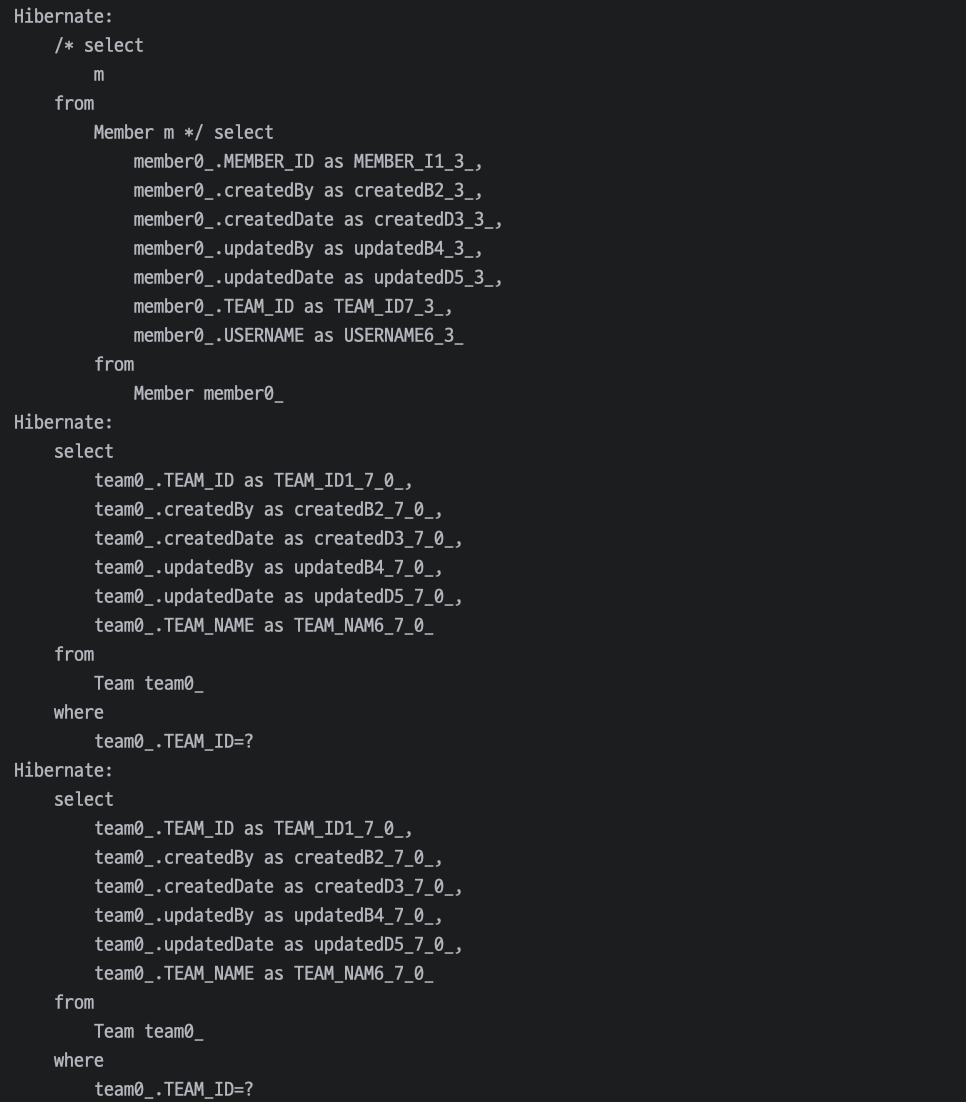 Hibernate:
    /* select
        m
    from
        Member m */ select
            member0_.MEMBER_ID as MEMBER_I1_3_,
            member0_.createdBy as createdB2_3_,
            member0_.createdDate as createdD3_3_,
            member0_.updatedBy as updatedB4_3_,
            member0_.updatedDate as updatedD5_3_,
            member0_.TEAM_ID as TEAM_ID7_3_,
            member0_.USERNAME as USERNAME6_3_
        from
            Member member0_
Hibernate:
    select
        team0_.TEAM_ID as TEAM_ID1_7_0_,
        team0_.createdBy as createdB2_7_0_,
        team0_.createdDate as createdD3_7_0_,
        team0_.updatedBy as updatedB4_7_0_,
        team0_.updatedDate as updatedD5_7_0_,
        team0_.TEAM_NAME as TEAM_NAM6_7_0_
    from
        Team team0_
    where
        team0_.TEAM_ID=?
Hibernate:
    select
        team0_.TEAM_ID as TEAM_ID1_7_0_,
        team0_.createdBy as createdB2_7_0_,
        team0_.createdDate as createdD3_7_0_,
        team0_.updatedBy as updatedB4_7_0_,
        team0_.updatedDate as updatedD5_7_0_,
        team0_.TEAM_NAME as TEAM_NAM6_7_0_
    from
        Team team0_
    where
        team0_.TEAM_ID=?